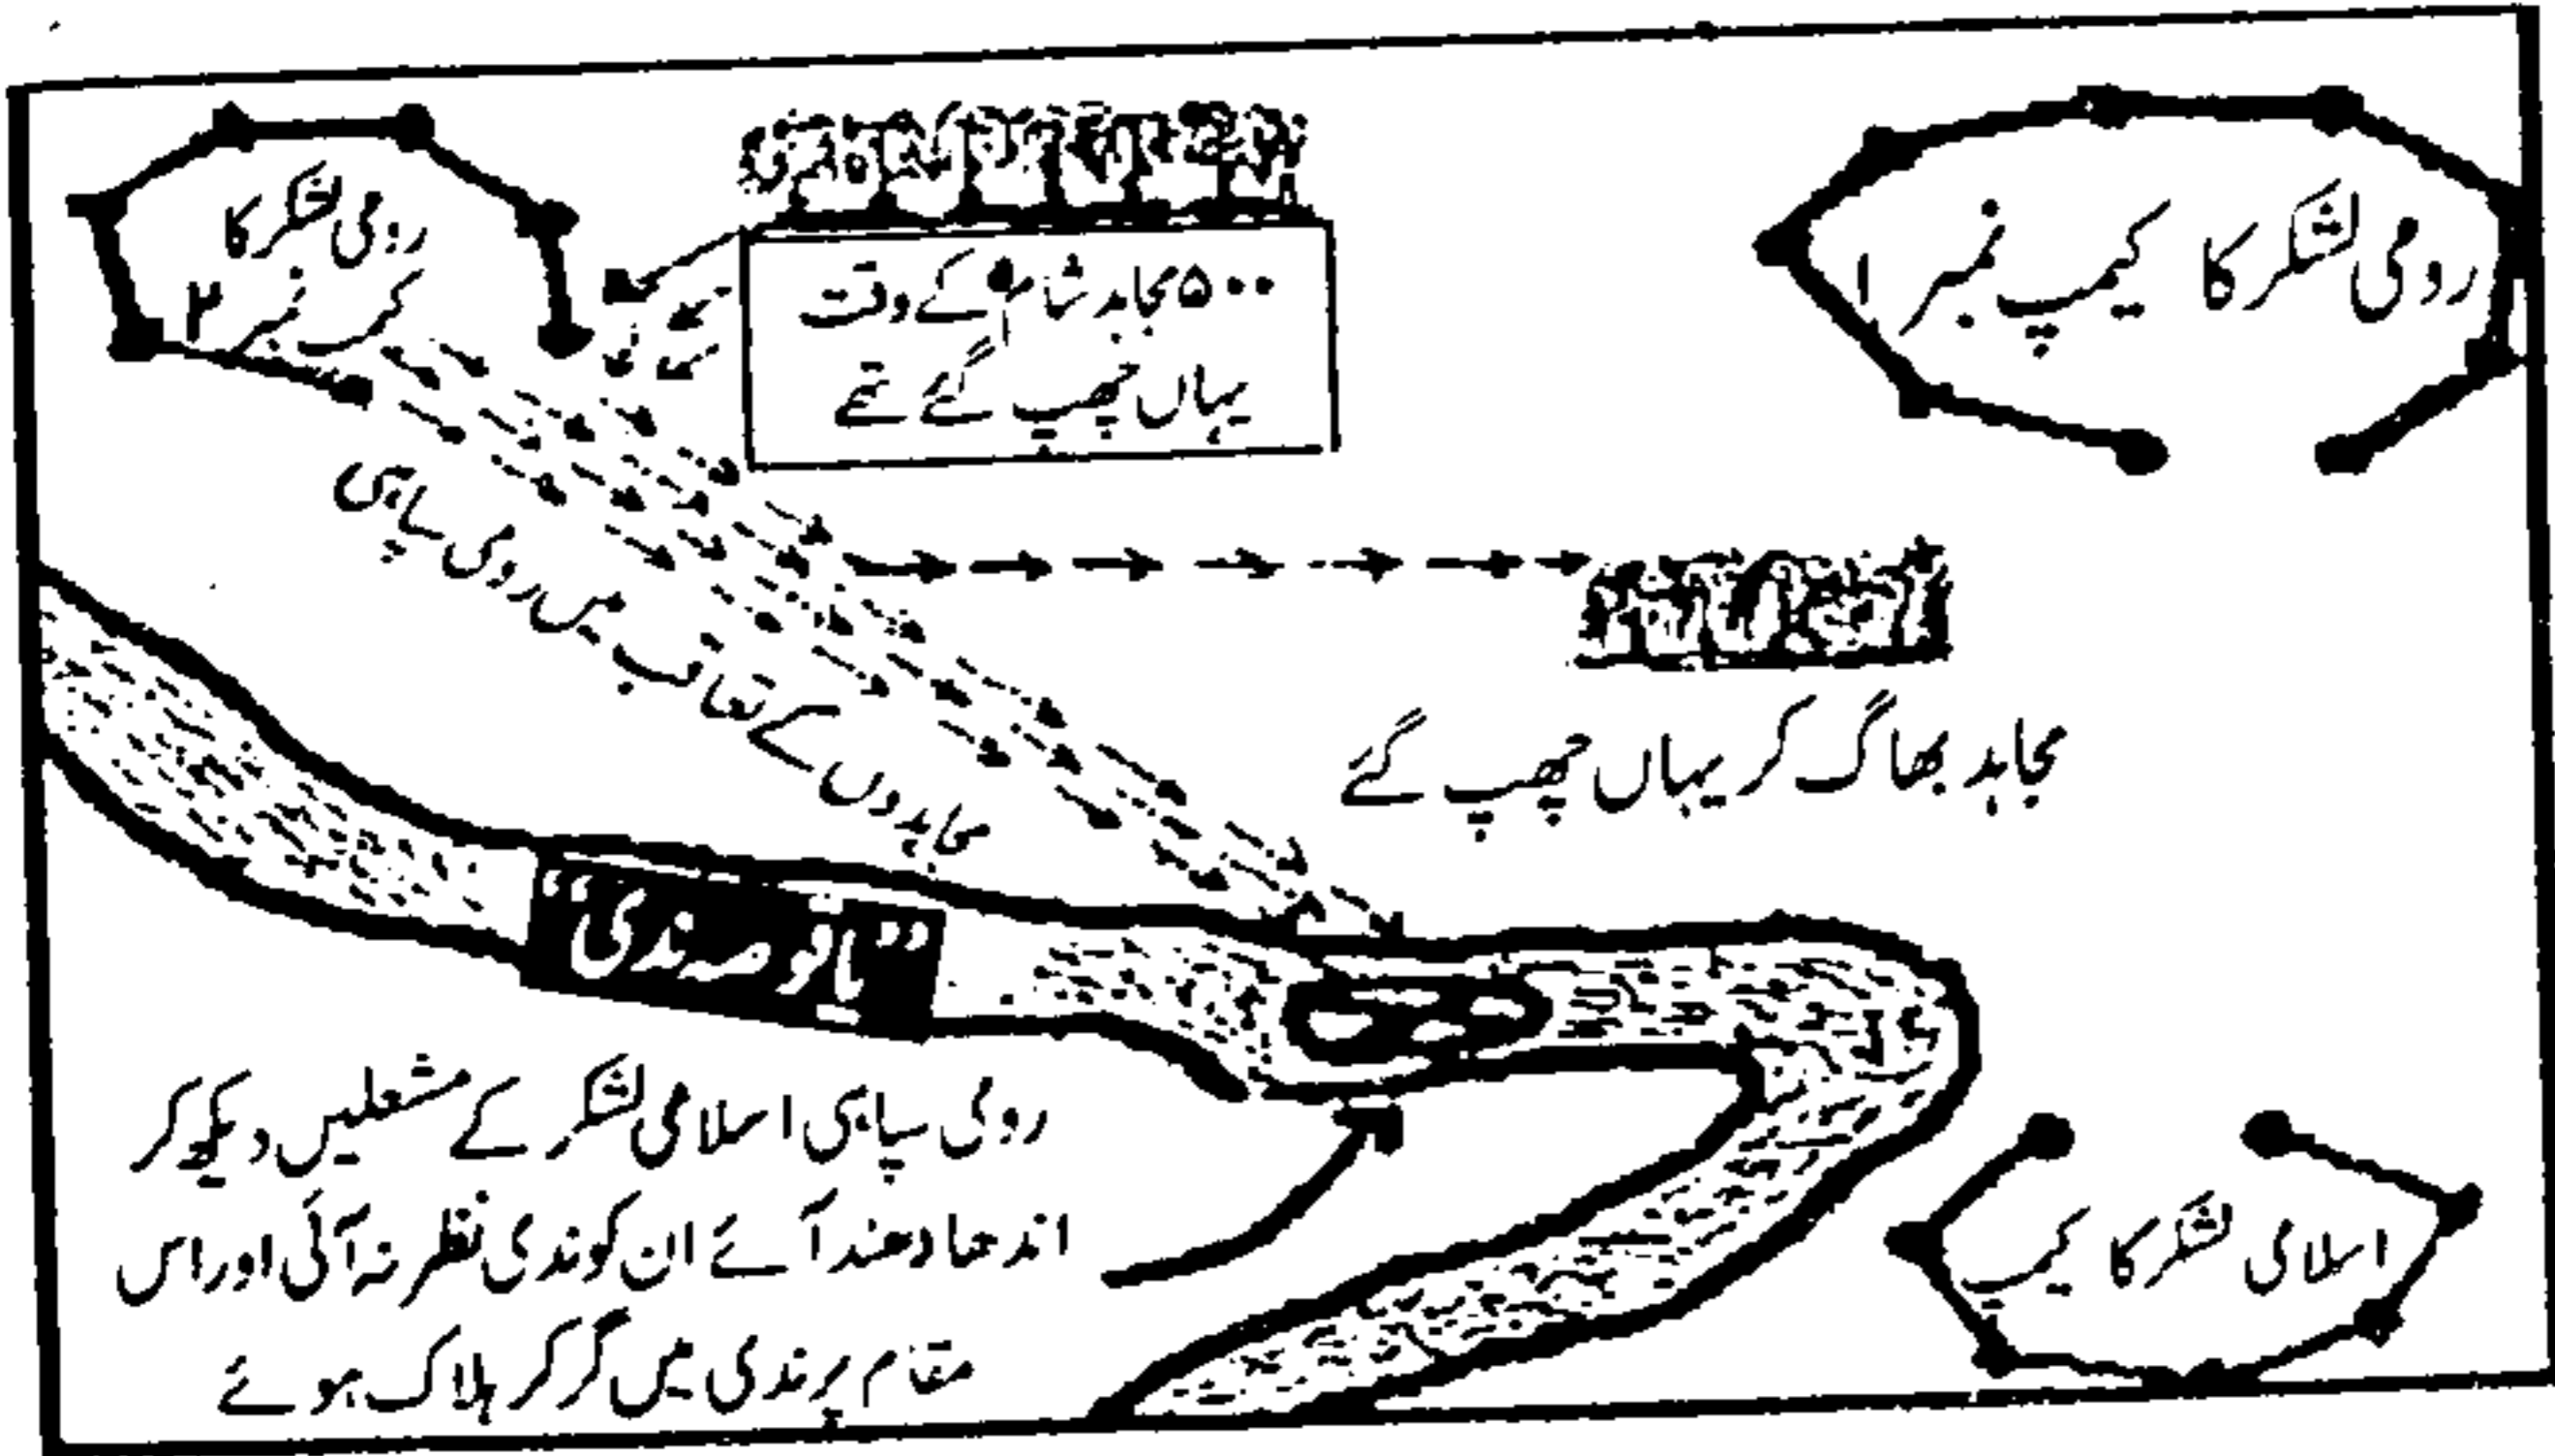 رومی لشکر کا کیمپ نمبر ۱
۵۰۰ مجاہد شام کے وقت
یہاں چھپ گئے تھے
رومی لشکر کا
کیمپ نمبر ۲
مجاہدوں کے تعاقب میں رومی سپاہی
مجاہد بھاگ کر یہاں چھپ گئے
"یاقوصہ ندی"
رومی سپاہی اسلامی لشکر کے مشعلیں دیکھ کر
اندھا دھند آئے ان کو ندی نظر نہ آئی اور اس
مقام پر ندی میں گر کر ہلاک ہوئے
اسلامی لشکر کا کیمپ